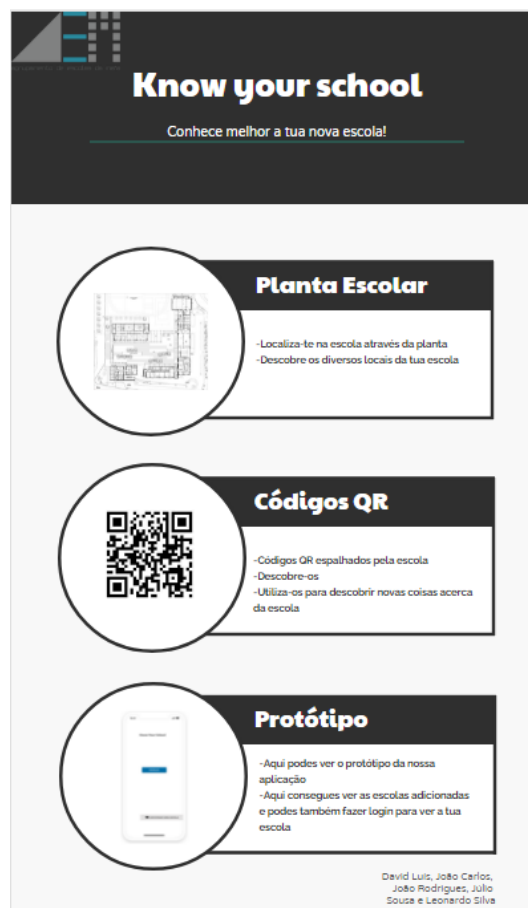 Know your school
Conhece melhor a tua nova escola!
Planta Escolar
-Localiza-te na escola através da planta
-Descobre os diversos locais da tua escola
Códigos QR
-Códigos QR espalhados pela escola
-Descobre-os
-Utiliza-os para descobrir novas coisas acerca
da escola
Protótipo
-Aqui podes ver o protótipo da nossa
aplicação
-Aqui consegues ver as escolas adicionadas
e podes também fazer login para ver a tua
escola
David Luis, João Carlos,
João Rodrigues, Júlio
Sousa e Leonardo Silva